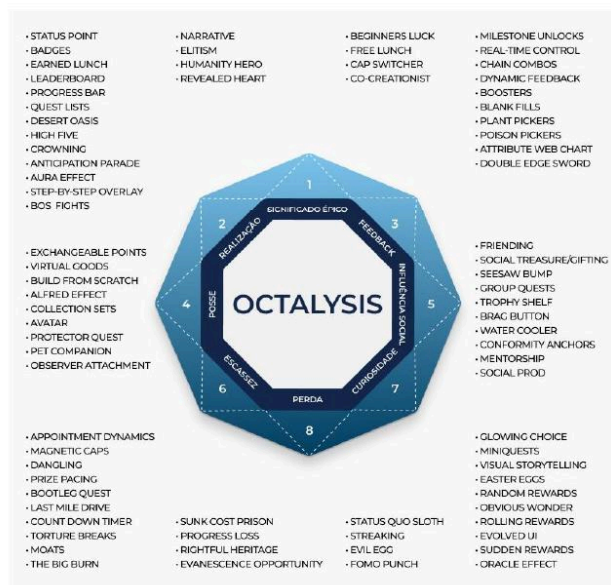 • STATUS POINT
• BADGES
• EARNED LUNCH
• LEADERBOARD
• PROGRESS BAR
• QUEST LISTS
• DESERT OASIS
• HIGH FIVE
• CROWNING
• ANTICIPATION PARADE
• AURA EFFECT
• STEP-BY-STEP OVERLAY
• BOS FIGHTS
• NARRATIVE
• ELITISM
• HUMANITY HERO
• REVEALED HEART
• BEGINNERS LUCK
• FREE LUNCH
• CAP SWITCHER
• CO-CREATIONIST
• MILESTONE UNLOCKS
• REAL-TIME CONTROL
• CHAIN COMBOS
• DYNAMIC FEEDBACK
• BOOSTERS
• BLANK FILLS
• PLANT PICKERS
• POISON PICKERS
• ATTRIBUTE WEB CHART
• DOUBLE EDGE SWORD
1
SIGNIFICADO ÉPICO
2
REALIZAÇÃO
3
FEEDBACK
4
POSSE
OCTALYSIS
INFLUÊNCIA SOCIAL
5
6
ESCASSEZ
CURIOSIDADE
7
PERDA
8
• EXCHANGEABLE POINTS
• VIRTUAL GOODS
• BUILD FROM SCRATCH
• ALFRED EFFECT
• COLLECTION SETS
• AVATAR
• PROTECTOR QUEST
• PET COMPANION
• OBSERVER ATTACHMENT
• FRIENDING
• SOCIAL TREASURE/GIFTING
• SEESAW BUMP
• GROUP QUESTS
• TROPHY SHELF
• BRAG BUTTON
• WATER COOLER
• CONFORMITY ANCHORS
• MENTORSHIP
• SOCIAL PROD
• APPOINTMENT DYNAMICS
• MAGNETIC CAPS
• DANGLING
• PRIZE PACING
• BOOTLEG QUEST
• LAST MILE DRIVE
• COUNT DOWN TIMER
• TORTURE BREAKS
• MOATS
• THE BIG BURN
• SUNK COST PRISON
• PROGRESS LOSS
• RIGHTFUL HERITAGE
• EVANESCENCE OPPORTUNITY
• STATUS QUO SLOTH
• STREAKING
• EVIL EGG
• FOMO PUNCH
• GLOWING CHOICE
• MINIQUESTS
• VISUAL STORYTELLING
• EASTER EGGS
• RANDOM REWARDS
• OBVIOUS WONDER
• ROLLING REWARDS
• EVOLVED UI
• SUDDEN REWARDS
• ORACLE EFFECT